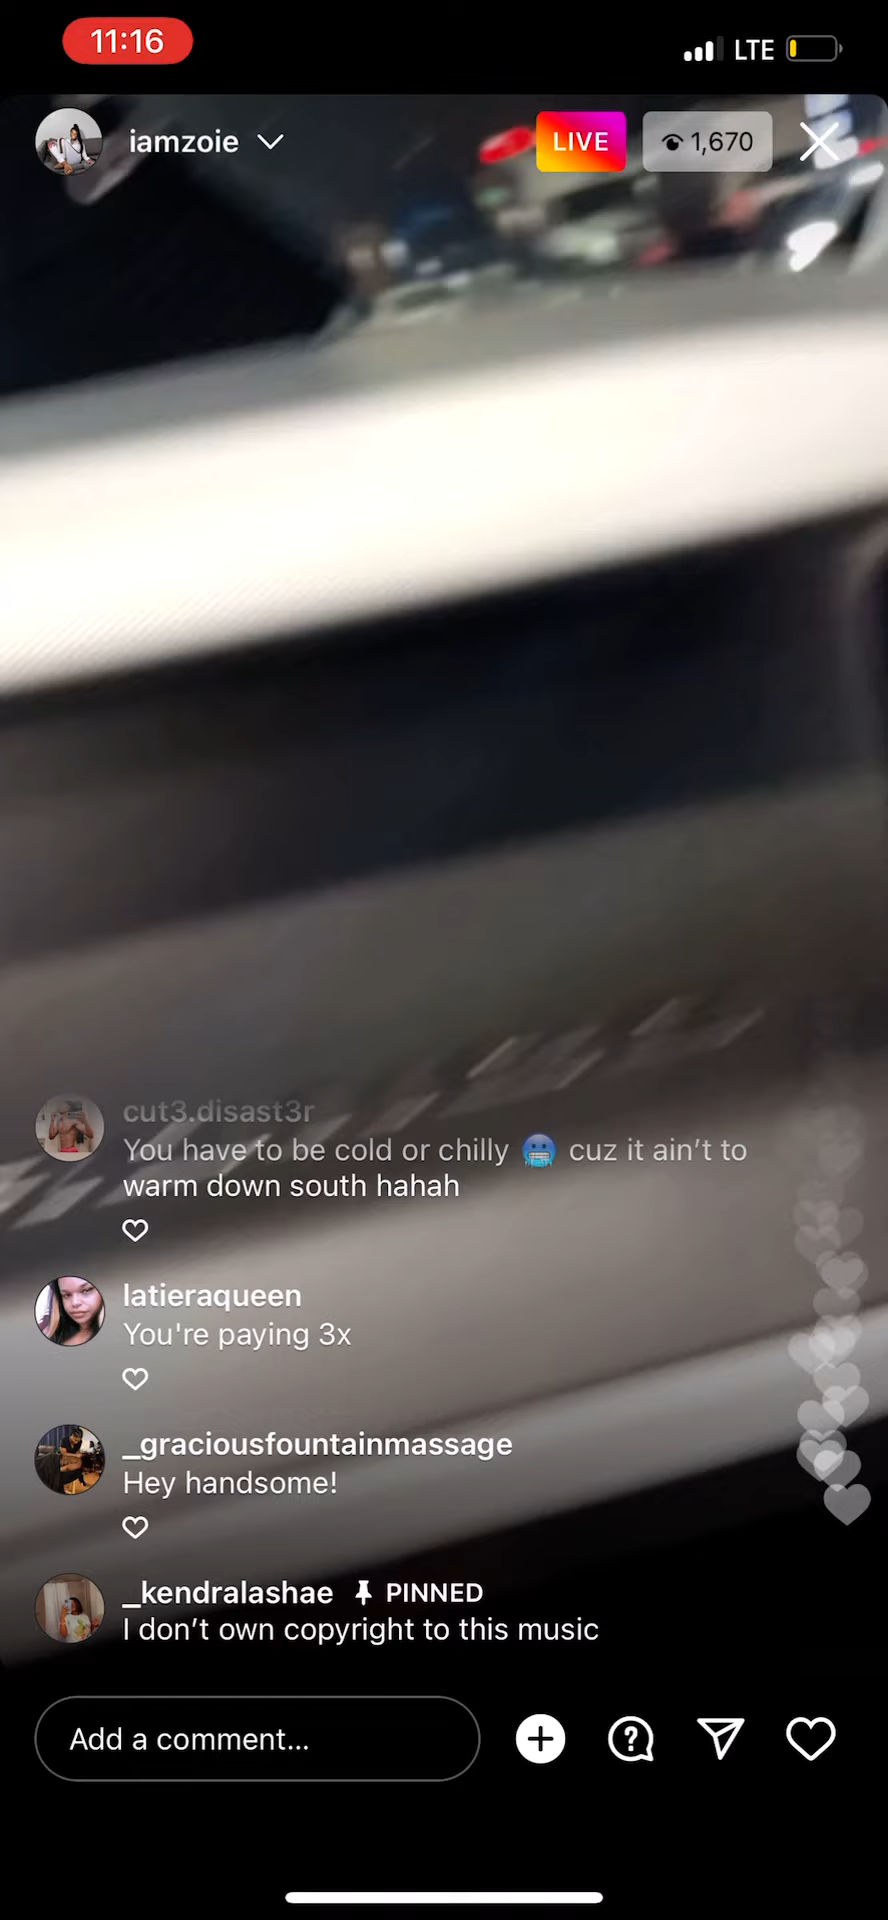 11:16
LTE
iamzoie
LIVE
1,670
cut3.disast3r
You have to be cold or chilly 🥶 cuz it ain't to
warm down south hahah
latieraqueen
You're paying 3x
_graciousfountainmassage
Hey handsome!
_kendralashae PINNED
I don't own copyright to this music
Add a comment...